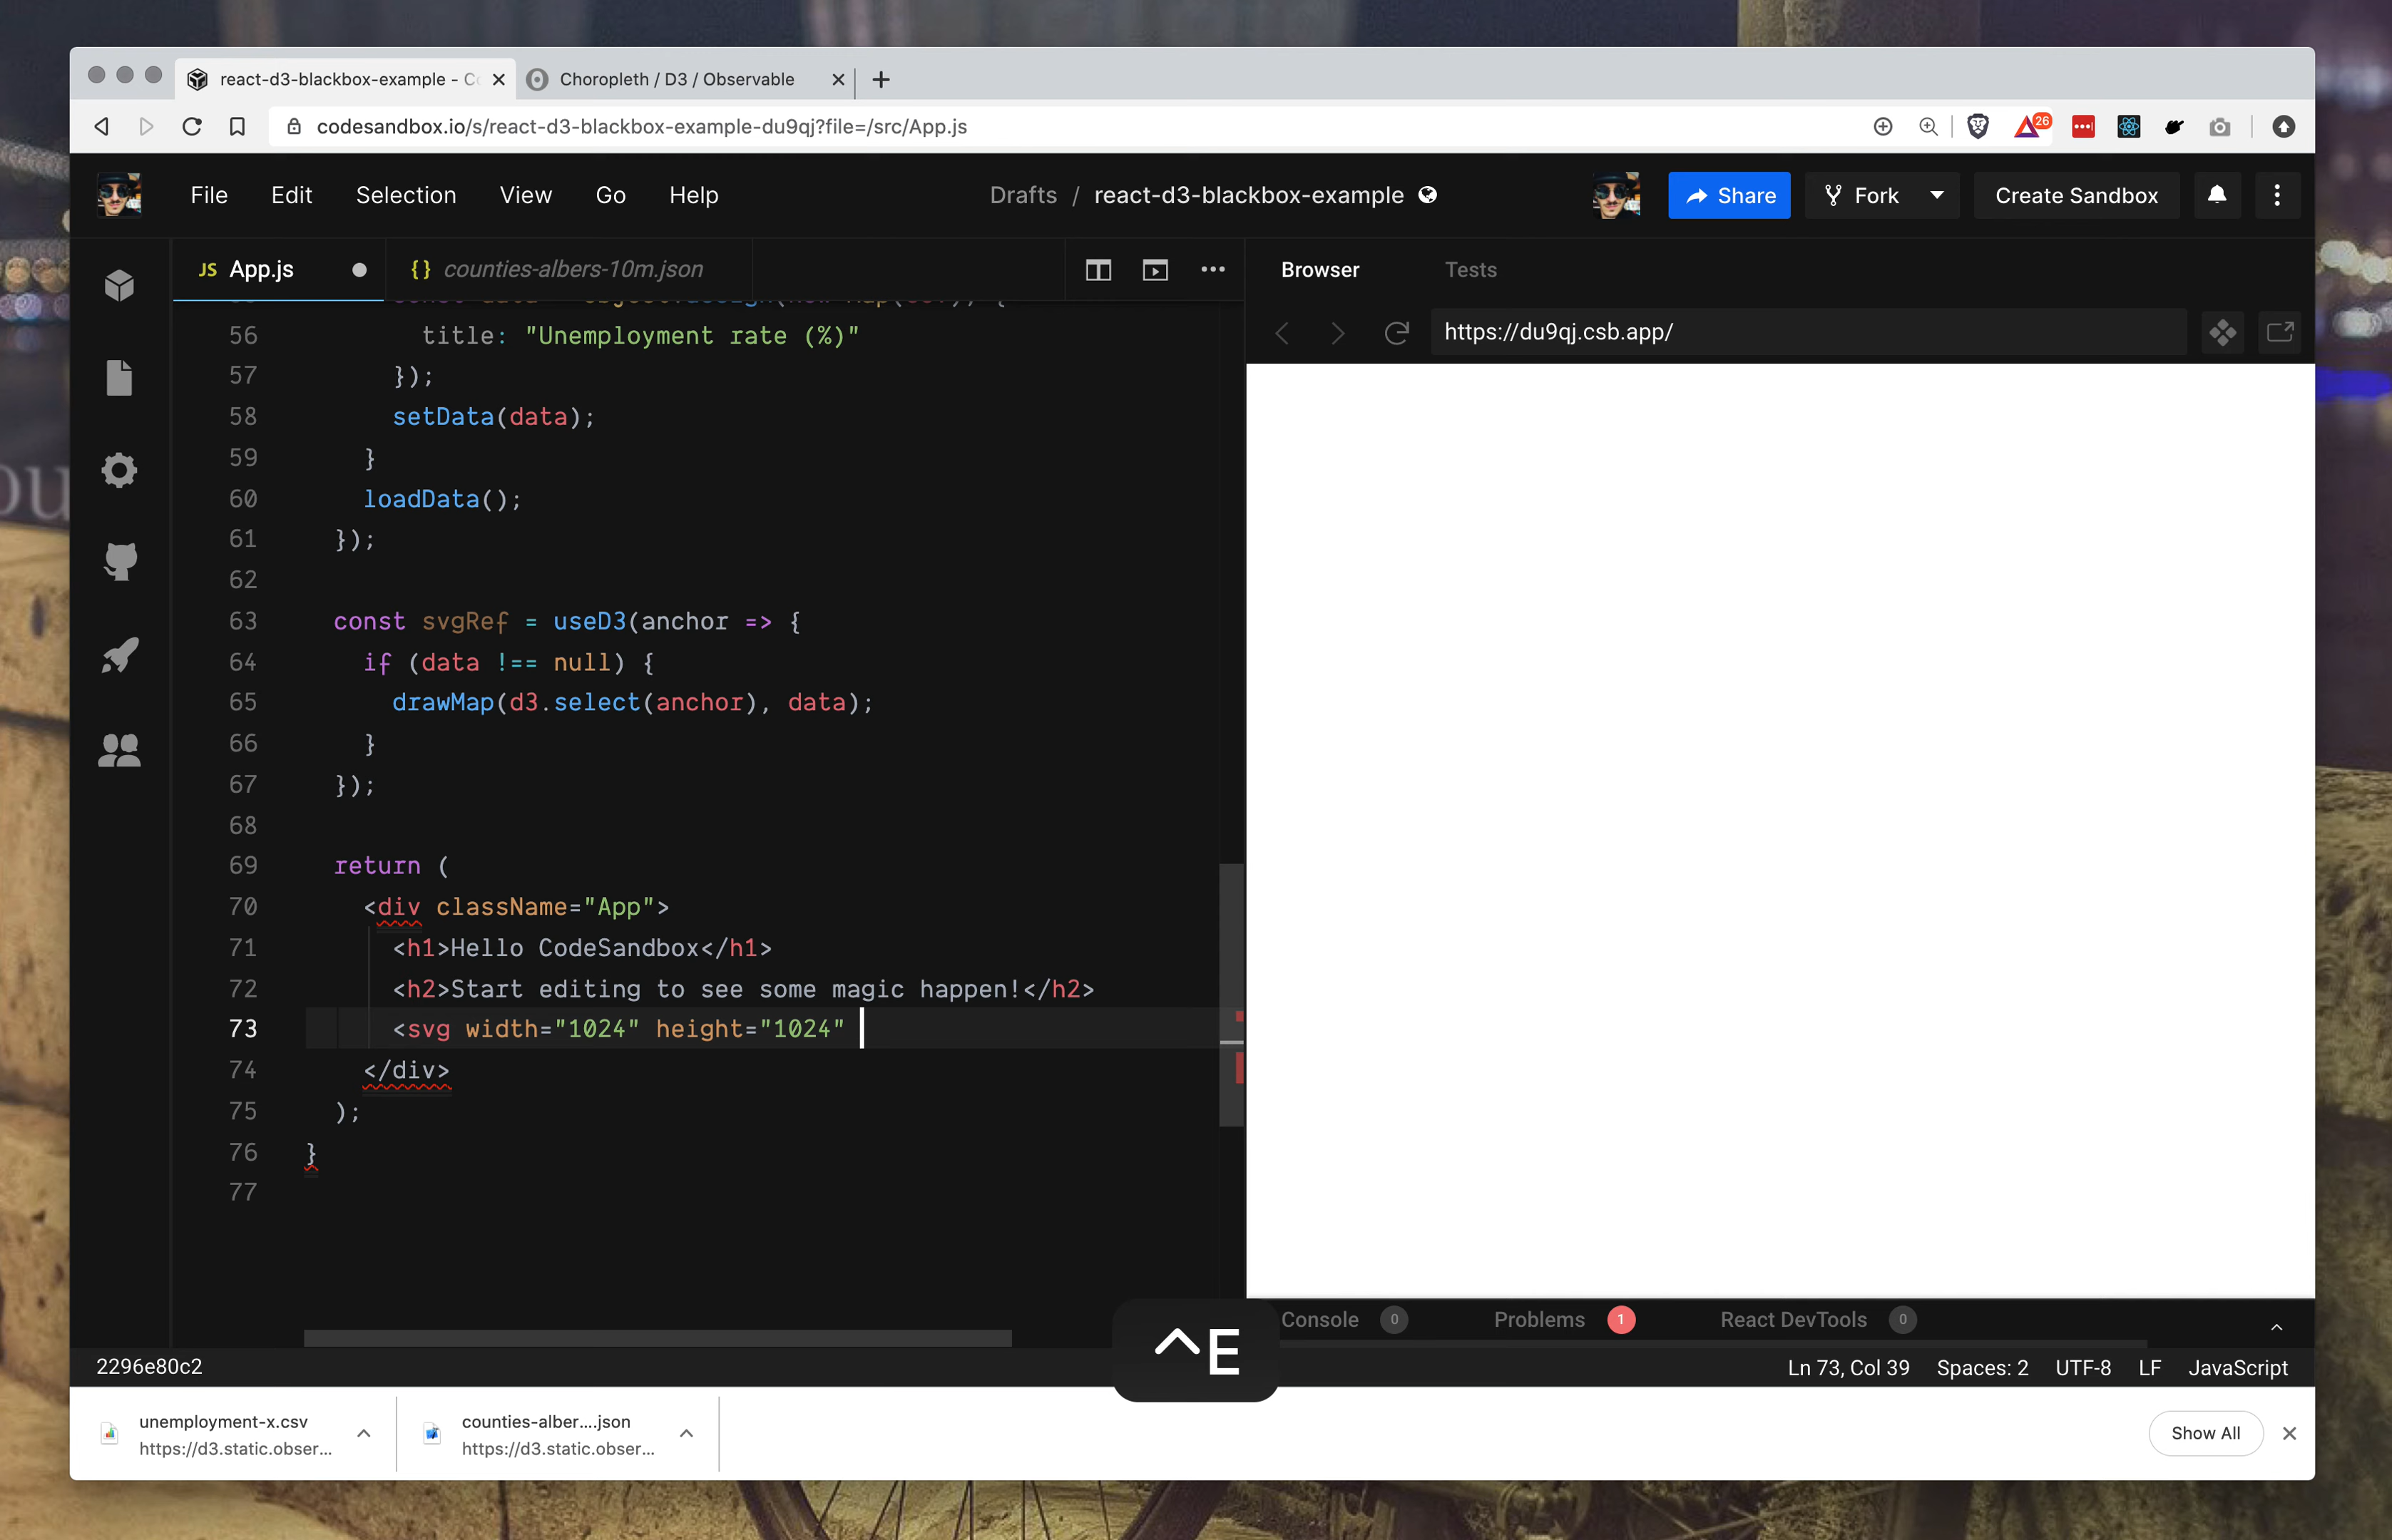 react-d3-blackbox-example - Co
Choropleth / D3 / Observable
codesandbox.io/s/react-d3-blackbox-example-du9qj?file=/src/App.js
26
File Edit Selection View Go Help
Drafts / react-d3-blackbox-example
Share
Fork
Create Sandbox
JS App.js
{} counties-albers-10m.json
Browser
Tests
https://du9qj.csb.app/
56 title: "Unemployment rate (%)"
57 });
58 setData(data);
59 }
60 loadData();
61 });
62
63 const svgRef = useD3(anchor => {
64 if (data !== null) {
65 drawMap(d3.select(anchor), data);
66 }
67 });
68
69 return (
70 <div className="App">
71 <h1>Hello CodeSandbox</h1>
72 <h2>Start editing to see some magic happen!</h2>
73 <svg width="1024" height="1024"
74 </div>
75 );
76 }
77
Console 0
Problems 1
React DevTools 0
^E
2296e80c2
Ln 73, Col 39 Spaces: 2 UTF-8 LF JavaScript
unemployment-x.csv
https://d3.static.obser...
counties-alber....json
https://d3.static.obser...
Show All